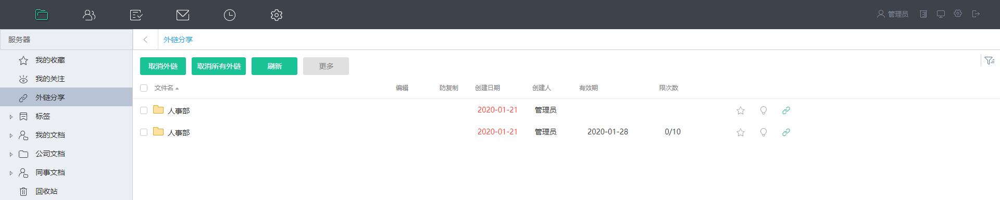 管理员
服务器
外链分享
我的收藏
我的关注
外链分享
标签
我的文档
公司文档
同事文档
回收站
取消外链 取消所有外链 刷新 更多
文件名 编辑 防复制 创建日期 创建人 有效期 限次数
人事部 2020-01-21 管理员
人事部 2020-01-21 管理员 2020-01-28 0/10